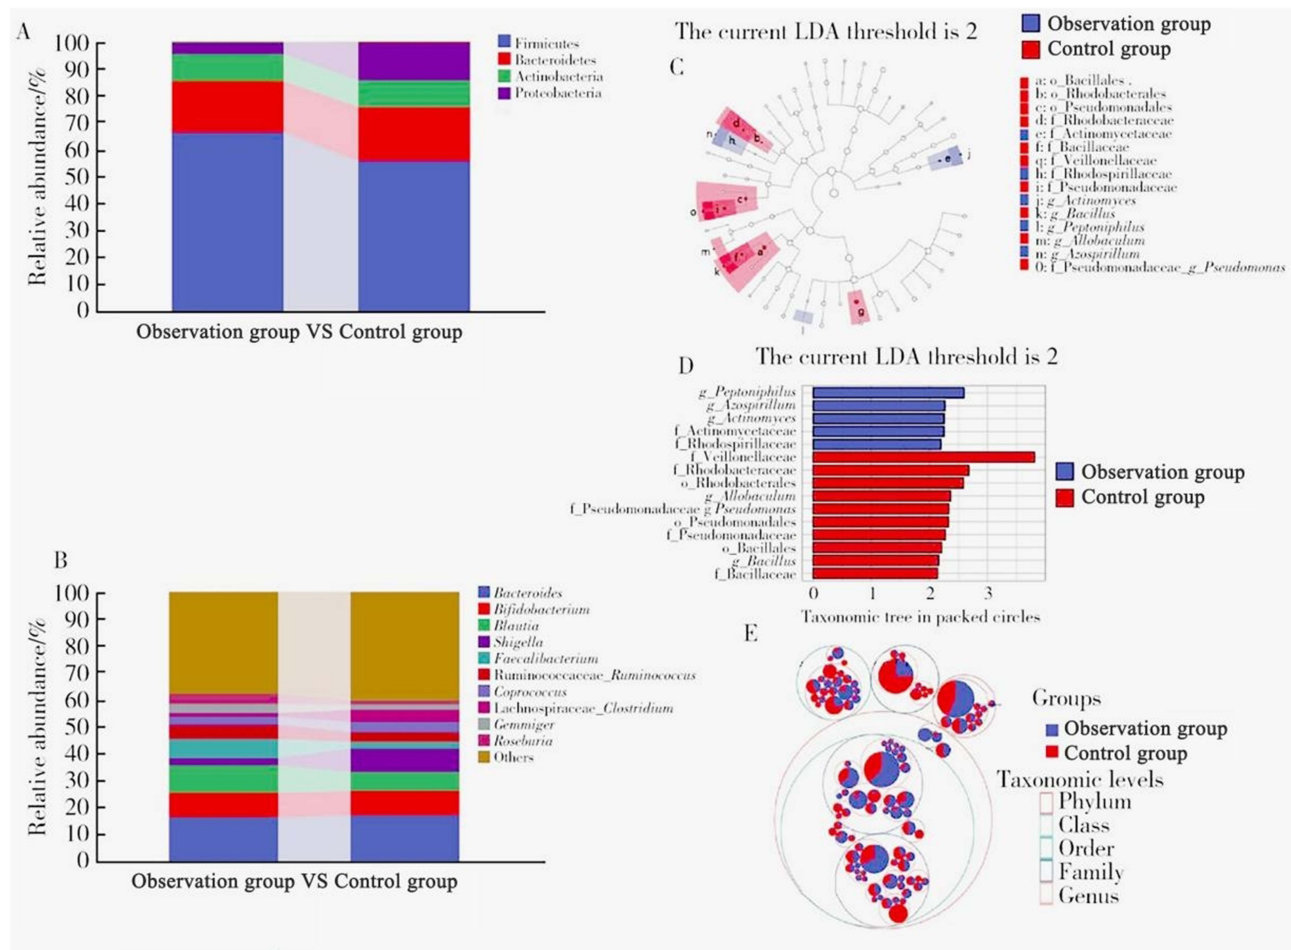 A
100
90
80
70
60
50
40
30
20
10
0
Relative abundance/%
Observation group VS Control group
Firmicutes
Bacteroidetes
Actinobacteria
Proteobacteria
B
100
90
80
70
60
50
40
30
20
10
0
Relative abundance/%
Observation group VS Control group
Bacteroides
Bifidobacterium
Blautia
Shigella
Faecalibacterium
Ruminococcaceae_Ruminococcus
Coprococcus
Lachnospiraceae_Clostridium
Gemmiger
Roseburia
Others
The current LDA threshold is 2
C
Observation group
Control group
d
b
n
h
e
j
c
o
i
m
f
a
k
g
l
a: o_Bacillales .
b: o_Rhodobacterales
c: o_Pseudomonadales
d: f_Rhodobacteraceae
e: f_Actinomycetaceae
f: f_Bacillaceae
q: f_Veillonellaceae
h: f_Rhodospirillaceae
i: f_Pseudomonadaceae
j: g_Actinomyces
k: g_Bacillus
l: g_Peptoniphilus
m: g_Allobaculum
n: g_Azospirillum
0: f_Pseudomonadaceae_g_Pseudomonas
D
The current LDA threshold is 2
g_Peptoniphilus
g_Azospirillum
g_Actinomyces
f_Actinomycetaceae
f_Rhodospirillaceae
f_Veillonellaceae
f_Rhodobacteraceae
o_Rhodobacterales
g_Allobaculum
f_Pseudomonadaceae g Pseudomonas
o_Pseudomonadales
f_Pseudomonadaceae
o_Bacillales
g_Bacillus
f_Bacillaceae
0 1 2 3
Observation group
Control group
Taxonomic tree in packed circles
E
Groups
Observation group
Control group
Taxonomic levels
Phylum
Class
Order
Family
Genus